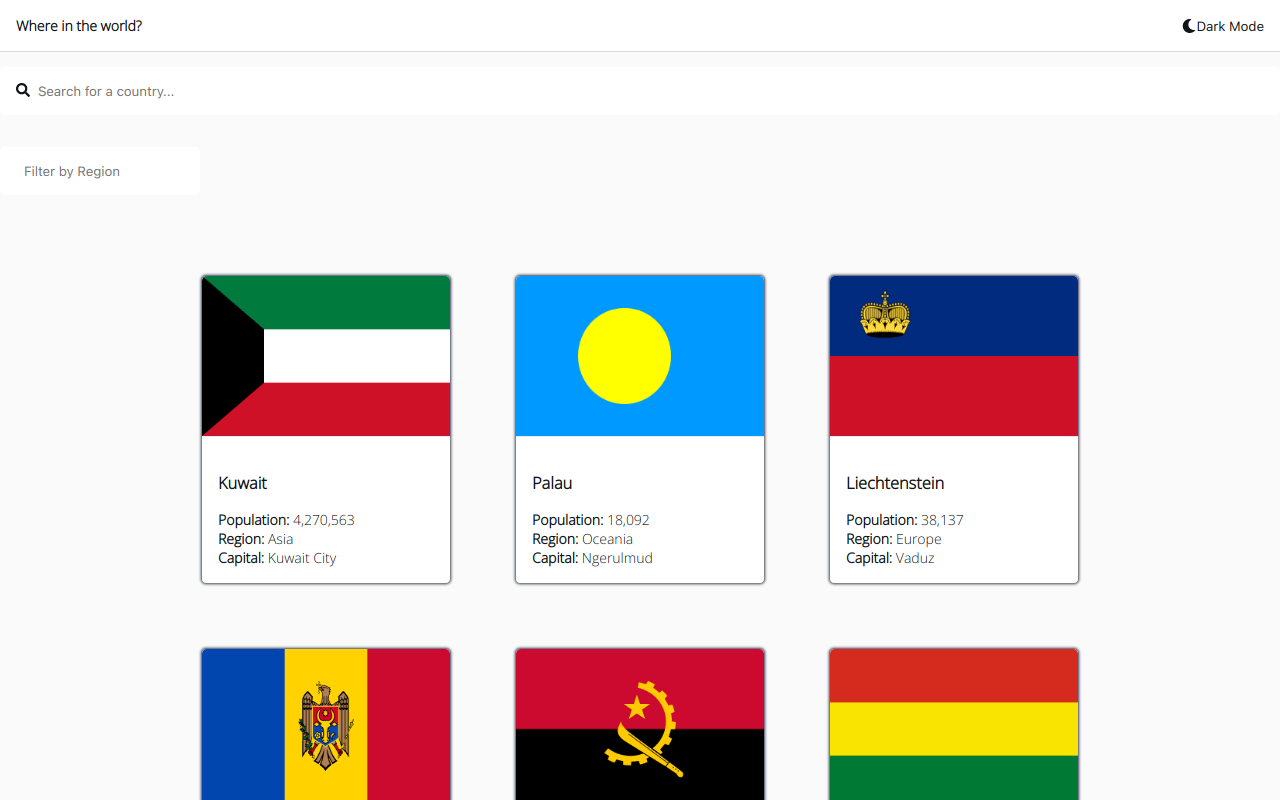 Where in the world?
Dark Mode
Search for a country...
Filter by Region
Kuwait
Population: 4,270,563
Region: Asia
Capital: Kuwait City
Palau
Population: 18,092
Region: Oceania
Capital: Ngerulmud
Liechtenstein
Population: 38,137
Region: Europe
Capital: Vaduz